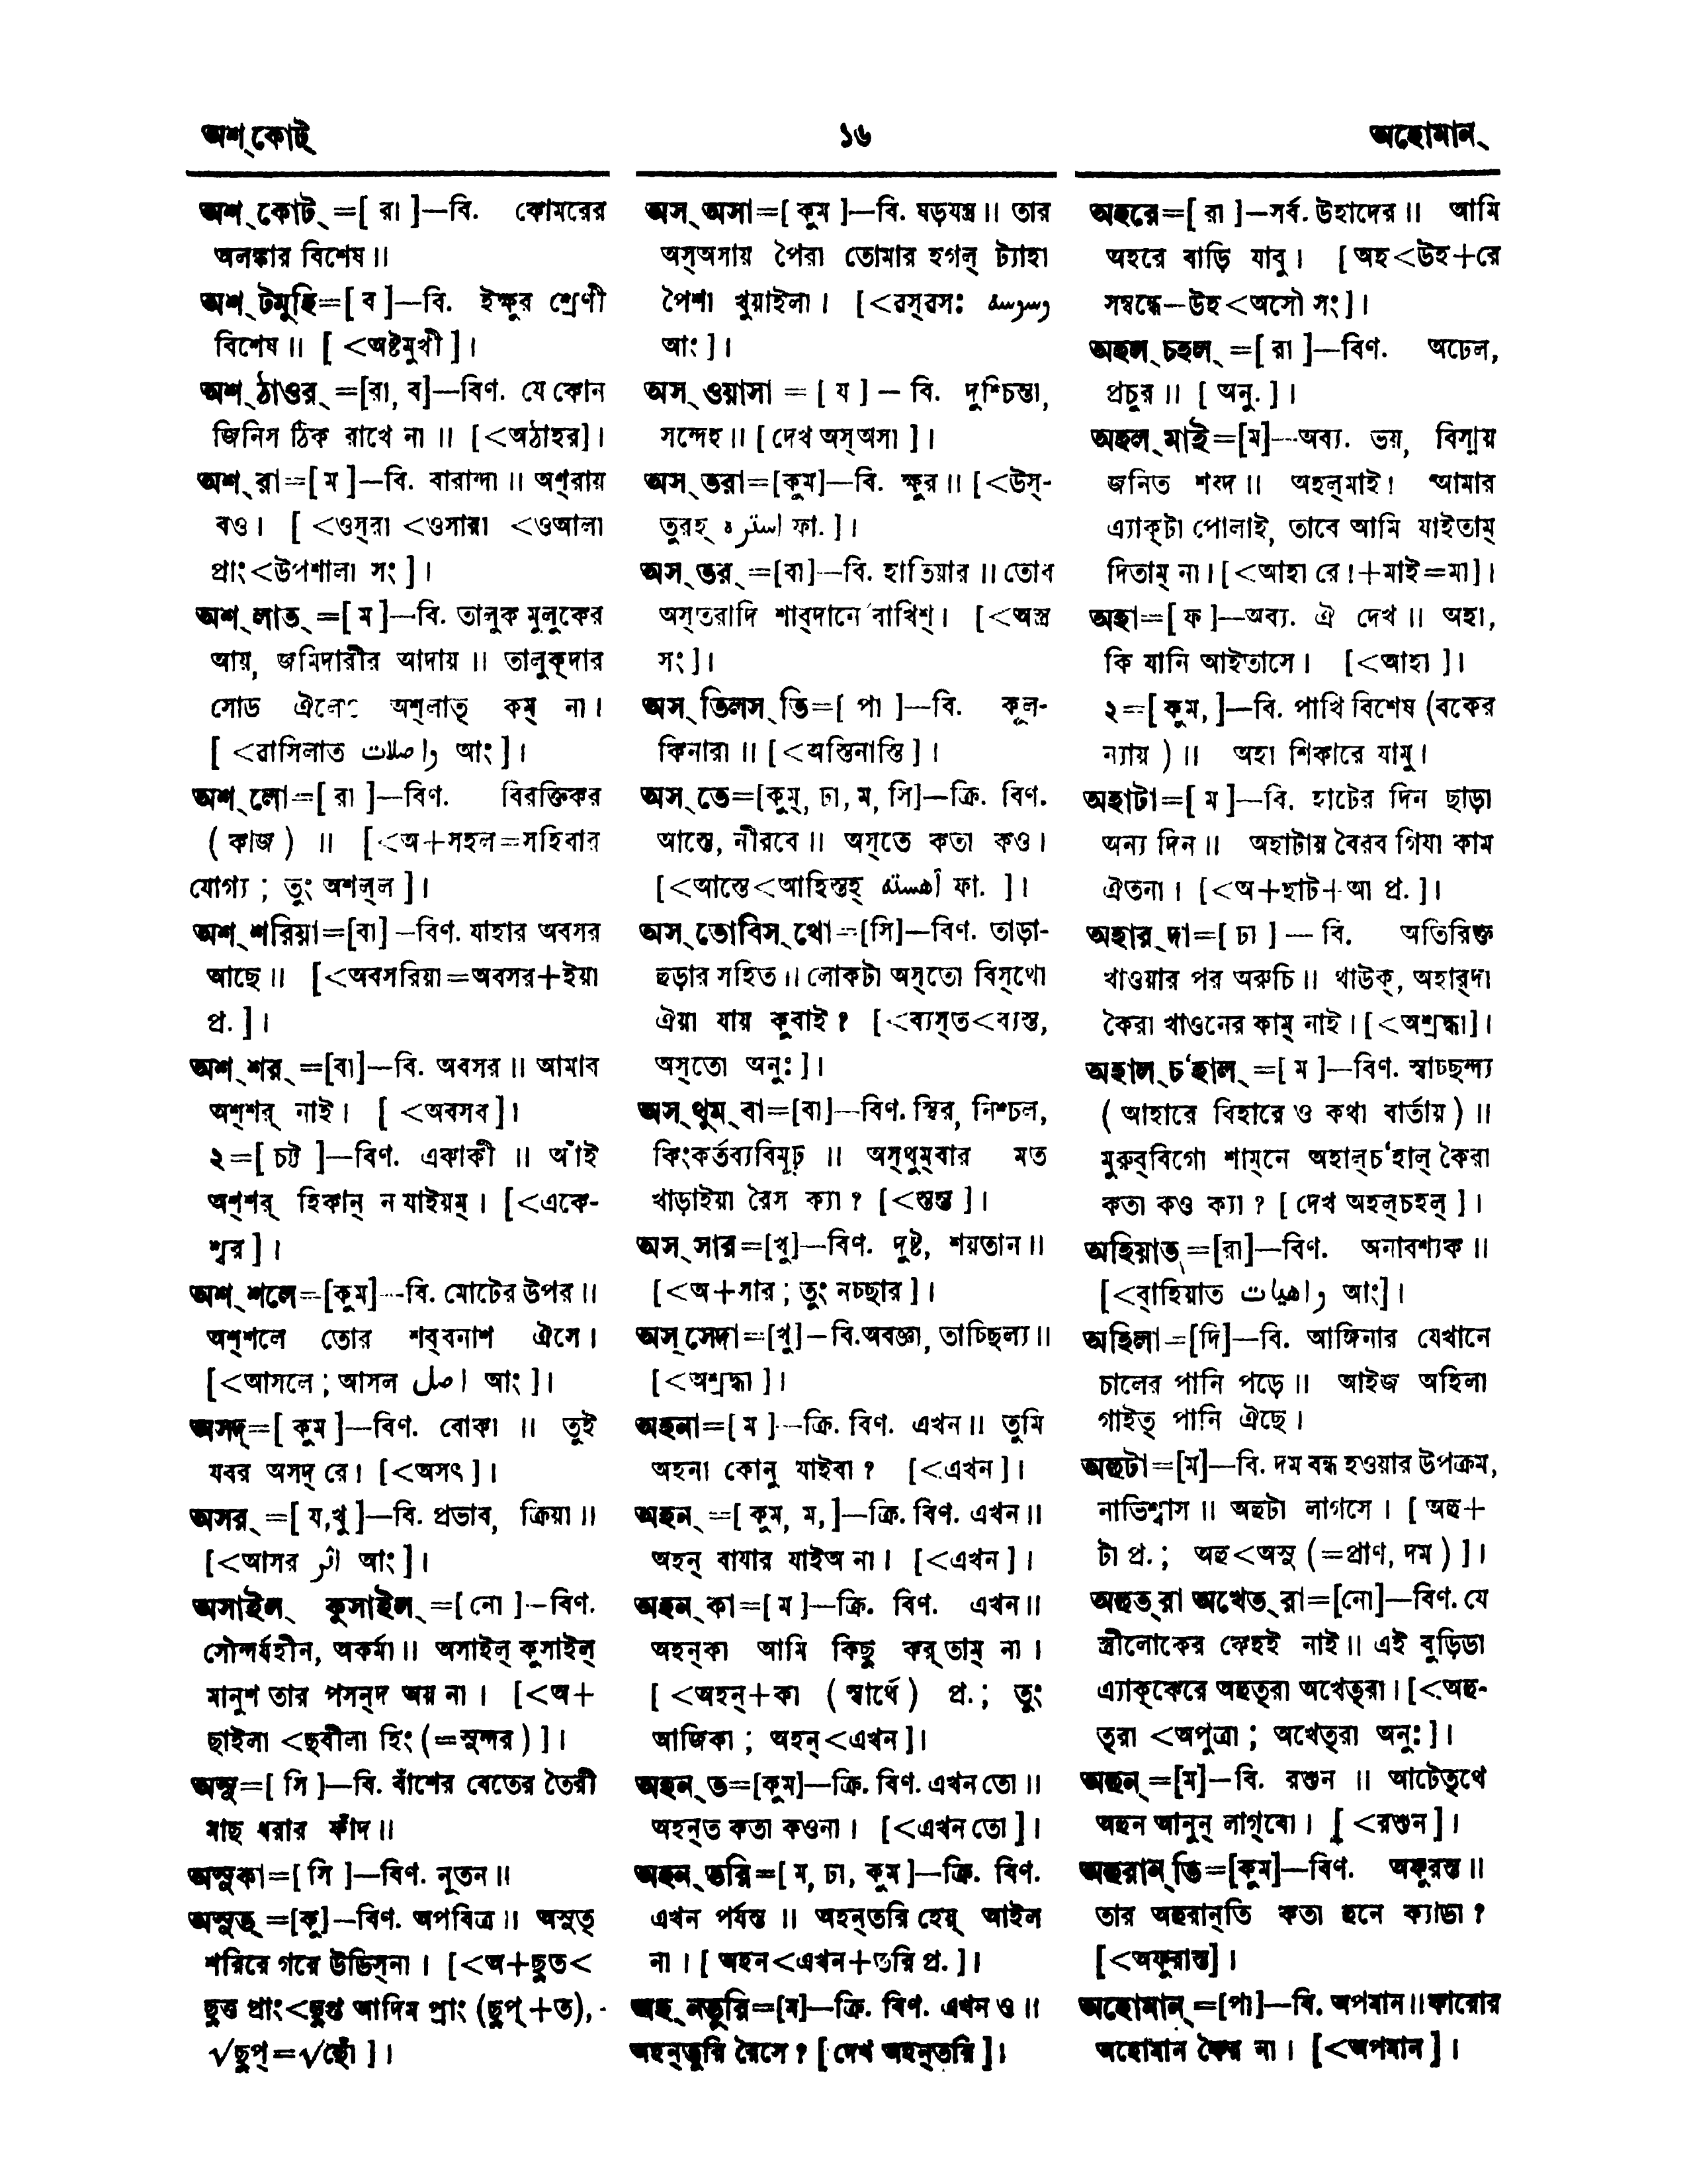 অশ্‌কোট্
১৬
অহোমান্
অশ্‌কোট্‌=[ রা ]—বি. কোমরের
অলঙ্কার বিশেষ॥
অশ্‌টমুহি=[ ব ]—বি. ইক্ষুর শ্রেণী
বিশেষ॥ [ <অষ্টমুখী ]।
অশ্‌ঠাওর্‌=[রা, ব]—বিণ. যে কোন
জিনিস ঠিক রাখে না॥ [<অঠাহর]।
অশ্‌রা=[ ম ]—বি. বারান্দা॥ অশ্‌রায়
বও। [ <ওস্‌রা <ওসারা <ওআলা
প্রাং<উপশালা সং ]।
অশ্‌লাত্‌=[ ম ]—বি. তালুক মুলুকের
আয়, জমিদারীর আদায়॥ তালুক্‌দার
সোড অশ্‌লাত্‌ কম্‌ না।
[ <ৱাসিলাত واصلات আং ]।
অশ্‌লো=[ রা ]—বিণ. বিরক্তিকর
( কাজ ) ॥ [<অ+সহল=সহিবার
যোগ্য ; তুং অশল্‌ল ]।
অশ্‌শরিয়া=[বা]—বিণ. যাহার অবসর
আছে॥ [<অবসরিয়া=অবসর+ইয়া
প্র. ]।
অশ্‌শর্‌=[বা]—বি. অবসর॥ আমাব
অশ্‌শর্‌ নাই। [ <অবসব]।
২=[ চট্ট ]—বিণ. একাকী ॥ আঁই
অশ্‌শর্‌ হিকান্‌ ন যাইয়ম্‌। [<একে-
শ্বর ]।
অশ্‌শলে=[কুম]—বি. মোটের উপর॥
অশ্‌শলে তোর শব্‌বনাশ ঐসে।
[<আসলে ; আসল اصل আং ]।
অসদ্‌=[ কুম ]—বিণ. বোকা ॥ তুই
যবর অসদ্‌ রে। [<অসৎ ]।
অসর্‌=[ য,খু ]—বি. প্রভাব, ক্রিয়া॥
[<আসর اثر আং ]।
অসাইল্‌ কুসাইল্‌=[ নো ]—বিণ.
সৌন্দর্যহীন, অকর্মা॥ অসাইল্‌ কুসাইল্‌
মানুশ তার পসন্‌দ অয় না। [<অ+
ছাইলা <ছবীলা হিং (=সুন্দর ) ]।
অসু=[ সি ]—বি. বাঁশের বেতের তৈরী
মাছ ধরার ফাঁদ॥
অসুকা=[ সি ]—বিণ. নূতন॥
অসুত্‌=[কু]—বিণ. অপবিত্র॥ অসুত্‌
শরিরে গরে উডিস্‌না। [<অ+ছুত<
ছুত্ত প্রাং<ছুপ্ত আদিম প্রাং (ছুপ্‌+ত),
√ছুপ্‌=√ছোঁ ]।
অস্‌অসা=[ কুম ]—বি. ষড়যন্ত্র॥ তার
অস্‌অসায় পৈরা তোমার হগল্‌ ট্যাহা
পৈশা খুয়াইলা। [<ৱস্‌ৱসঃ وسوسه
আং ]।
অস্‌ওয়াসা = [ য ] — বি. দুশ্চিন্তা,
সন্দেহ॥ [ দেখ অস্‌অসা ]।
অস্‌তরা=[কুম]—বি. ক্ষুর॥ [<উস্‌-
তুরহ্‌ استره ফা. ]।
অস্‌তর্‌=[বা]—বি. হাতিয়ার॥ তোব
অস্‌তরাদি শাব্‌দানে বাখিশ্‌। [<অস্ত্র
সং ]।
অস্‌তিলস্‌তি=[ পা ]—বি. কূল-
কিনারা॥ [<অস্তিনাস্তি ]।
অস্‌তে=[কুম্‌, ঢা, ম, সি]—ক্রি. বিণ.
আস্তে, নীরবে॥ অস্‌তে কতা কও।
[<আস্তে<আহিস্তহ্‌ آهسته ফা. ]।
অস্‌তোবিস্‌থো=[সি]—বিণ. তাড়া-
হুড়ার সহিত॥ লোকটা অস্‌তো বিস্‌থো
ঐয়া যায় কুবাই? [<ব্যস্‌ত<ব্যস্ত,
অস্‌তো অনুঃ ]।
অস্‌থুম্‌বা=[বা]—বিণ. স্থির, নিশ্চল,
কিংকর্তব্যবিমূঢ় ॥ অস্‌থুম্‌বার মত
খাড়াইয়া রৈস ক্যা? [<স্তম্ভ ]।
অস্‌সার=[খু]—বিণ. দুষ্ট, শয়তান॥
[<অ+সার ; তুং নচ্ছার ]।
অস্‌সেদা=[খু]—বি.অবজ্ঞা, তাচ্ছিল্য॥
[<অশ্রদ্ধা ]।
অহনা=[ ম ]—ক্রি. বিণ. এখন॥ তুমি
অহনা কোনু যাইবা? [<এখন ]।
অহন্‌=[ কুম, ম, ]—ক্রি. বিণ. এখন॥
অহন্‌ বাযার যাইঅ না। [<এখন ]।
অহন্‌কা=[ ম ]—ক্রি. বিণ. এখন॥
অহন্‌কা আমি কিছু কর্‌তাম্‌ না।
[ <অহন্‌+কা ( স্বার্থে ) প্র. ; তুং
আজিকা ; অহন্‌<এখন ]।
অহন্‌ত=[কুম]—ক্রি. বিণ. এখন তো॥
অহন্‌ত কতা কওনা। [<এখন তো ]।
অহন্‌তরি=[ ম, ঢা, কুম ]—ক্রি. বিণ.
এখন পর্যন্ত ॥ অহন্‌তরি হেয়্‌ আইল
না। [ অহন<এখন+তরি প্র. ]।
অহ্‌নতুরি=[ম]—ক্রি. বিণ. এখন ও॥
অহন্‌তুরি রৈসে? [ দেখ অহন্‌তরি ]।
অহরে=[ রা ]—সর্ব. উহাদের॥ আমি
অহরে বাড়ি যাবু। [ অহ<উহ+রে
সম্বন্ধে—উহ<অসৌ সং ]।
অহল্‌চহল্‌=[ রা ]—বিণ. অঢেল,
প্রচুর॥ [ অনু. ]।
অহল্‌মাই=[ম]—অব্য. ভয়, বিস্ময়
জনিত শব্দ॥ অহল্‌মাই! আমার
এ্যাক্‌টা পোলাই, তাবে আমি যাইতাম্‌
দিতাম্‌ না। [<আহা রে!+মাই=মা]।
অহা=[ ফ ]—অব্য. ঐ দেখ॥ অহা,
কি যানি আইতাসে। [<আহা ]।
২=[ কুম, ]—বি. পাখি বিশেষ (বকের
ন্যায় ) ॥ অহা শিকারে যামু।
অহাটা=[ ম ]—বি. হাটের দিন ছাড়া
অন্য দিন॥ অহাটায় বৈরব গিযা কাম
ঐতনা। [<অ+হাট+আ প্র. ]।
অহার্‌দা=[ ঢা ] — বি. অতিরিক্ত
খাওয়ার পর অরুচি॥ থাউক্‌, অহার্‌দা
কৈরা খাওনের কাম্‌ নাই। [<অশ্রদ্ধা]।
অহাল্‌চ‘হাল্‌=[ ম ]—বিণ. স্বাচ্ছন্দ্য
( আহারে বিহারে ও কথা বার্তায় ) ॥
মুরুব্‌বিগো শাম্‌নে অহাল্‌চ‘হাল্‌ কৈরা
কতা কও ক্যা? [ দেখ অহল্‌চহল্‌ ]।
অহিয়াত্‌=[রা]—বিণ. অনাবশ্যক॥
[<ৱাহিয়াত واهيات আং]।
অহিলা=[দি]—বি. আঙ্গিনার যেখানে
চালের পানি পড়ে॥ আইজ অহিলা
গাইত্‌ পানি ঐছে।
অহুটা=[ম]—বি. দম বন্ধ হওয়ার উপক্রম,
নাভিশ্বাস॥ অহুটা লাগসে। [ অহু+
টা প্র. ; অহু<অসু (=প্রাণ, দম ) ]।
অহুত্‌রা অখেত্‌রা=[নো]—বিণ. যে
স্ত্রীলোকের কেহই নাই॥ এই বুড়িডা
এ্যাক্‌কেরে অহুত্‌রা অখেত্‌রা। [<অহু-
ত্‌রা <অপুত্রা ; অখেত্‌রা অনুঃ ]।
অহুন্‌=[ম]—বি. রশুন ॥ আটেত্‌থে
অহুন আনুন্‌ লাগ্‌বো। [ <রশুন ]।
অহুরান্‌তি=[কুম]—বিণ. অফুরন্ত॥
তার অহুরান্‌তি কতা হুনে ক্যাডা?
[<অফুরান্ত]।
অহোমান্‌=[পা]—বি. অপমান॥ কারোর
অহোমান কৈর না। [<অপমান ]।